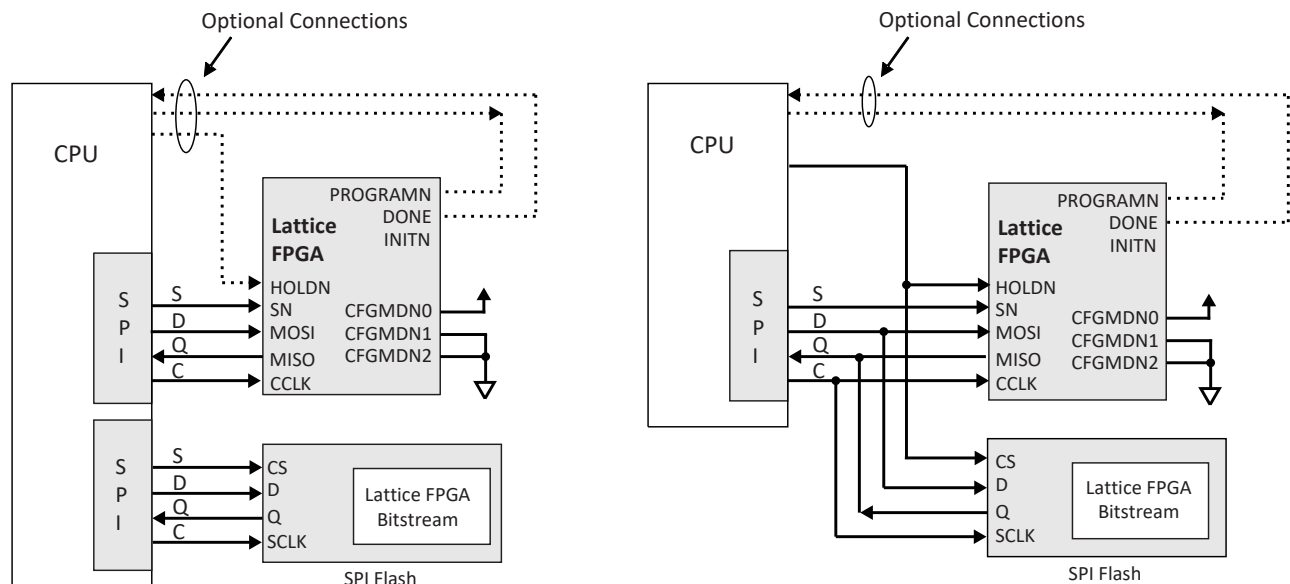 Optional Connections
CPU
PROGRAMN
DONE
INITN
Lattice
FPGA
HOLDN
SN
MOSI
MISO
CCLK
CFGMDN0
CFGMDN1
CFGMDN2
S
P
I
S
D
Q
C
S
P
I
S
D
Q
C
CS
D
Q
SCLK
Lattice FPGA
Bitstream
SPI Flash
Optional Connections
CPU
PROGRAMN
DONE
INITN
Lattice
FPGA
HOLDN
SN
MOSI
MISO
CCLK
CFGMDN0
CFGMDN1
CFGMDN2
S
P
I
S
D
Q
C
CS
D
Q
SCLK
Lattice FPGA
Bitstream
SPI Flash